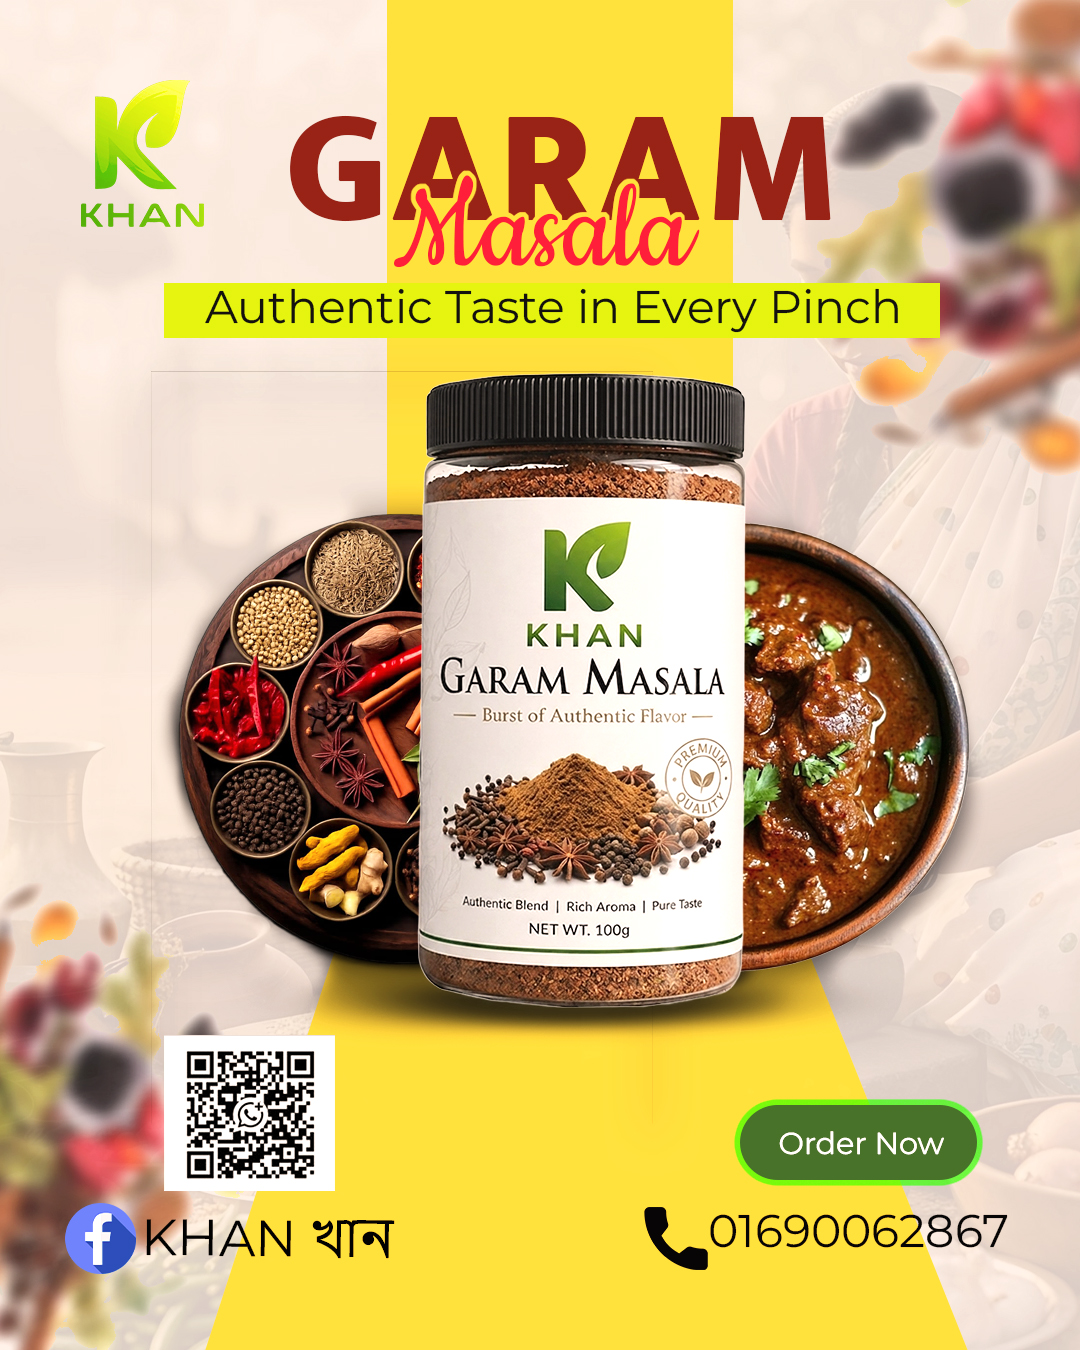 KHAN
GARAM
Masala
Authentic Taste in Every Pinch
KHAN
GARAM MASALA
Burst of Authentic Flavor
PREMIUM QUALITY
Authentic Blend | Rich Aroma | Pure Taste
NET WT. 100g
Order Now
KHAN খান
01690062867